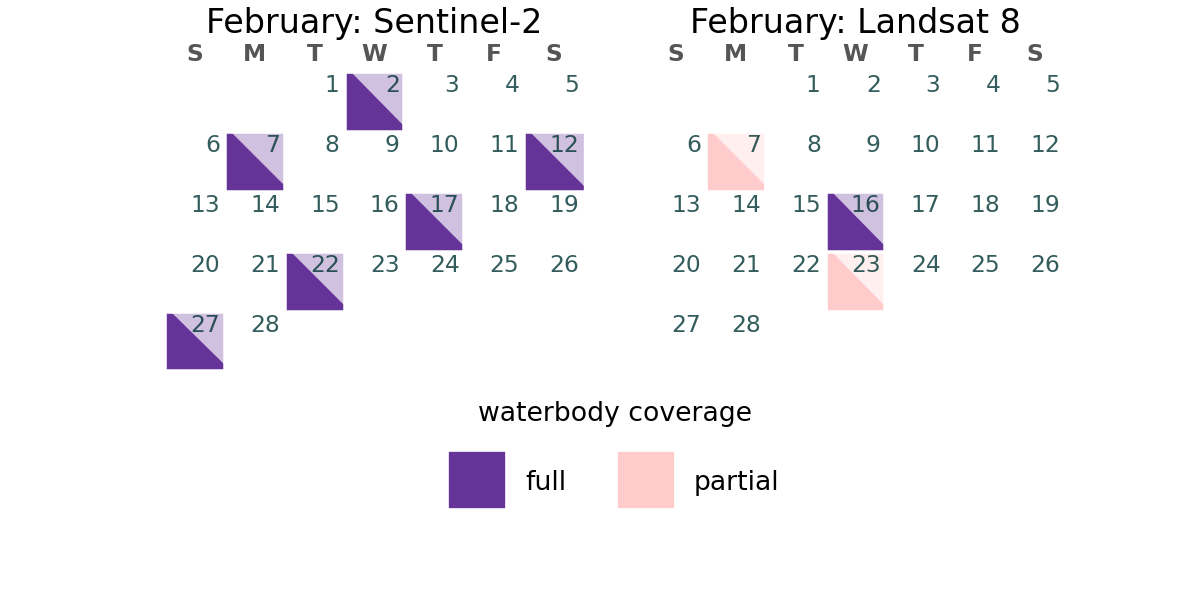 February: Sentinel-2
S M T W T F S
1 2 3 4 5
6 7 8 9 10 11 12
13 14 15 16 17 18 19
20 21 22 23 24 25 26
27 28
February: Landsat 8
S M T W T F S
1 2 3 4 5
6 7 8 9 10 11 12
13 14 15 16 17 18 19
20 21 22 23 24 25 26
27 28
waterbody coverage
full partial